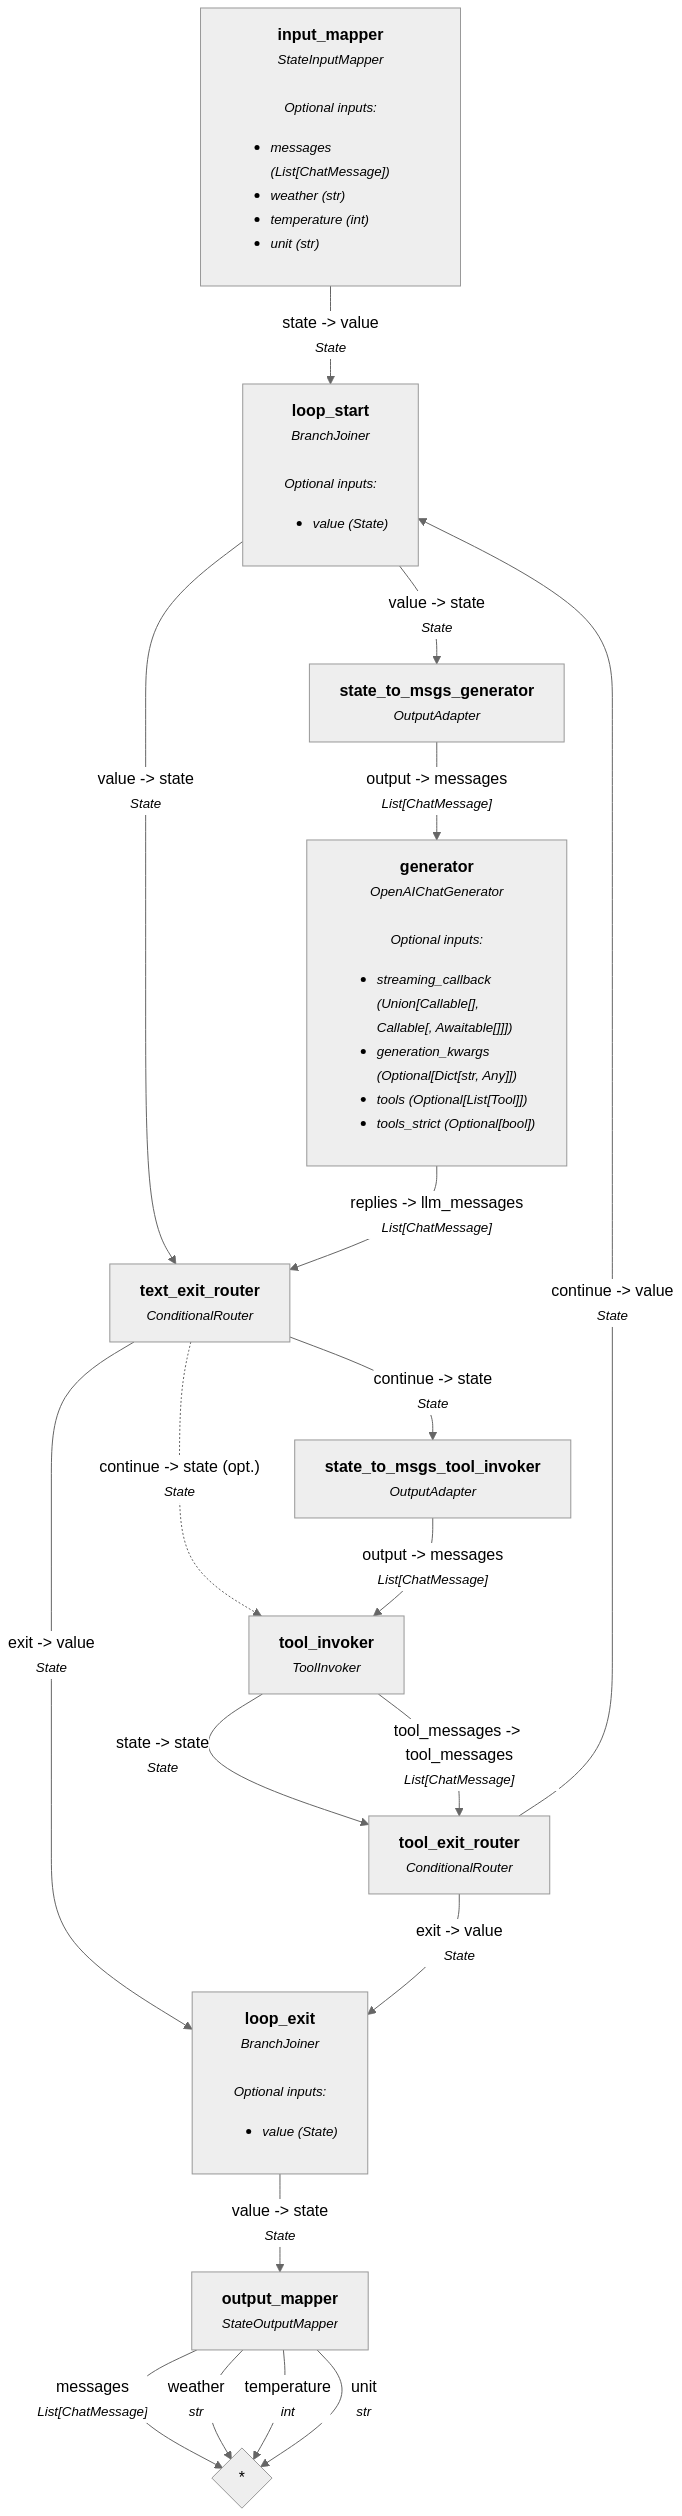 input_mapper
StateInputMapper
Optional inputs:
messages
(List[ChatMessage])
weather (str)
temperature (int)
unit (str)
state -> value
State
loop_start
BranchJoiner
Optional inputs:
value (State)
value -> state
State
state_to_msgs_generator
OutputAdapter
value -> state
State
output -> messages
List[ChatMessage]
generator
OpenAIChatGenerator
Optional inputs:
streaming_callback
(Union[Callable[],
Callable[, Awaitable[]]])
generation_kwargs
(Optional[Dict[str, Any]])
tools (Optional[List[Tool]])
tools_strict (Optional[bool])
replies -> llm_messages
List[ChatMessage]
text_exit_router
ConditionalRouter
continue -> value
State
continue -> state
State
continue -> state (opt.)
State
state_to_msgs_tool_invoker
OutputAdapter
output -> messages
List[ChatMessage]
exit -> value
State
tool_invoker
ToolInvoker
state -> state
State
tool_messages ->
tool_messages
List[ChatMessage]
tool_exit_router
ConditionalRouter
exit -> value
State
loop_exit
BranchJoiner
Optional inputs:
value (State)
value -> state
State
output_mapper
StateOutputMapper
messages
List[ChatMessage]
weather
str
temperature
int
unit
str
*